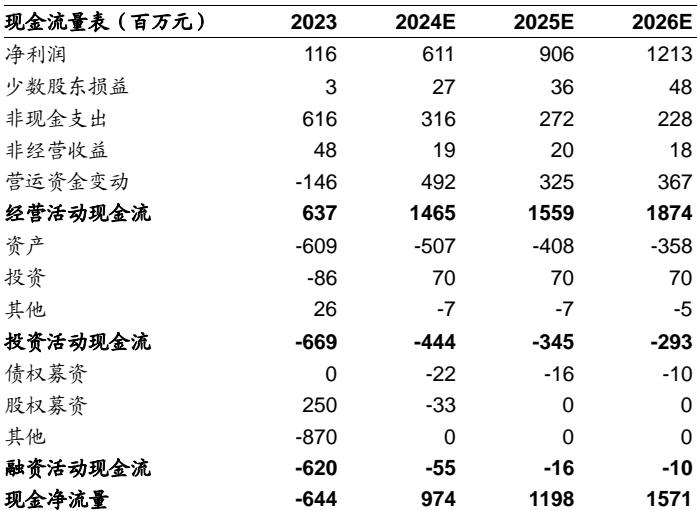 现金流量表（百万元） 2023 2024E 2025E 2026E
净利润 116 611 906 1213
少数股东损益 3 27 36 48
非现金支出 616 316 272 228
非经营收益 48 19 20 18
营运资金变动 -146 492 325 367
经营活动现金流 637 1465 1559 1874
资产 -609 -507 -408 -358
投资 -86 70 70 70
其他 26 -7 -7 -5
投资活动现金流 -669 -444 -345 -293
债权募资 0 -22 -16 -10
股权募资 250 -33 0 0
其他 -870 0 0 0
融资活动现金流 -620 -55 -16 -10
现金净流量 -644 974 1198 1571